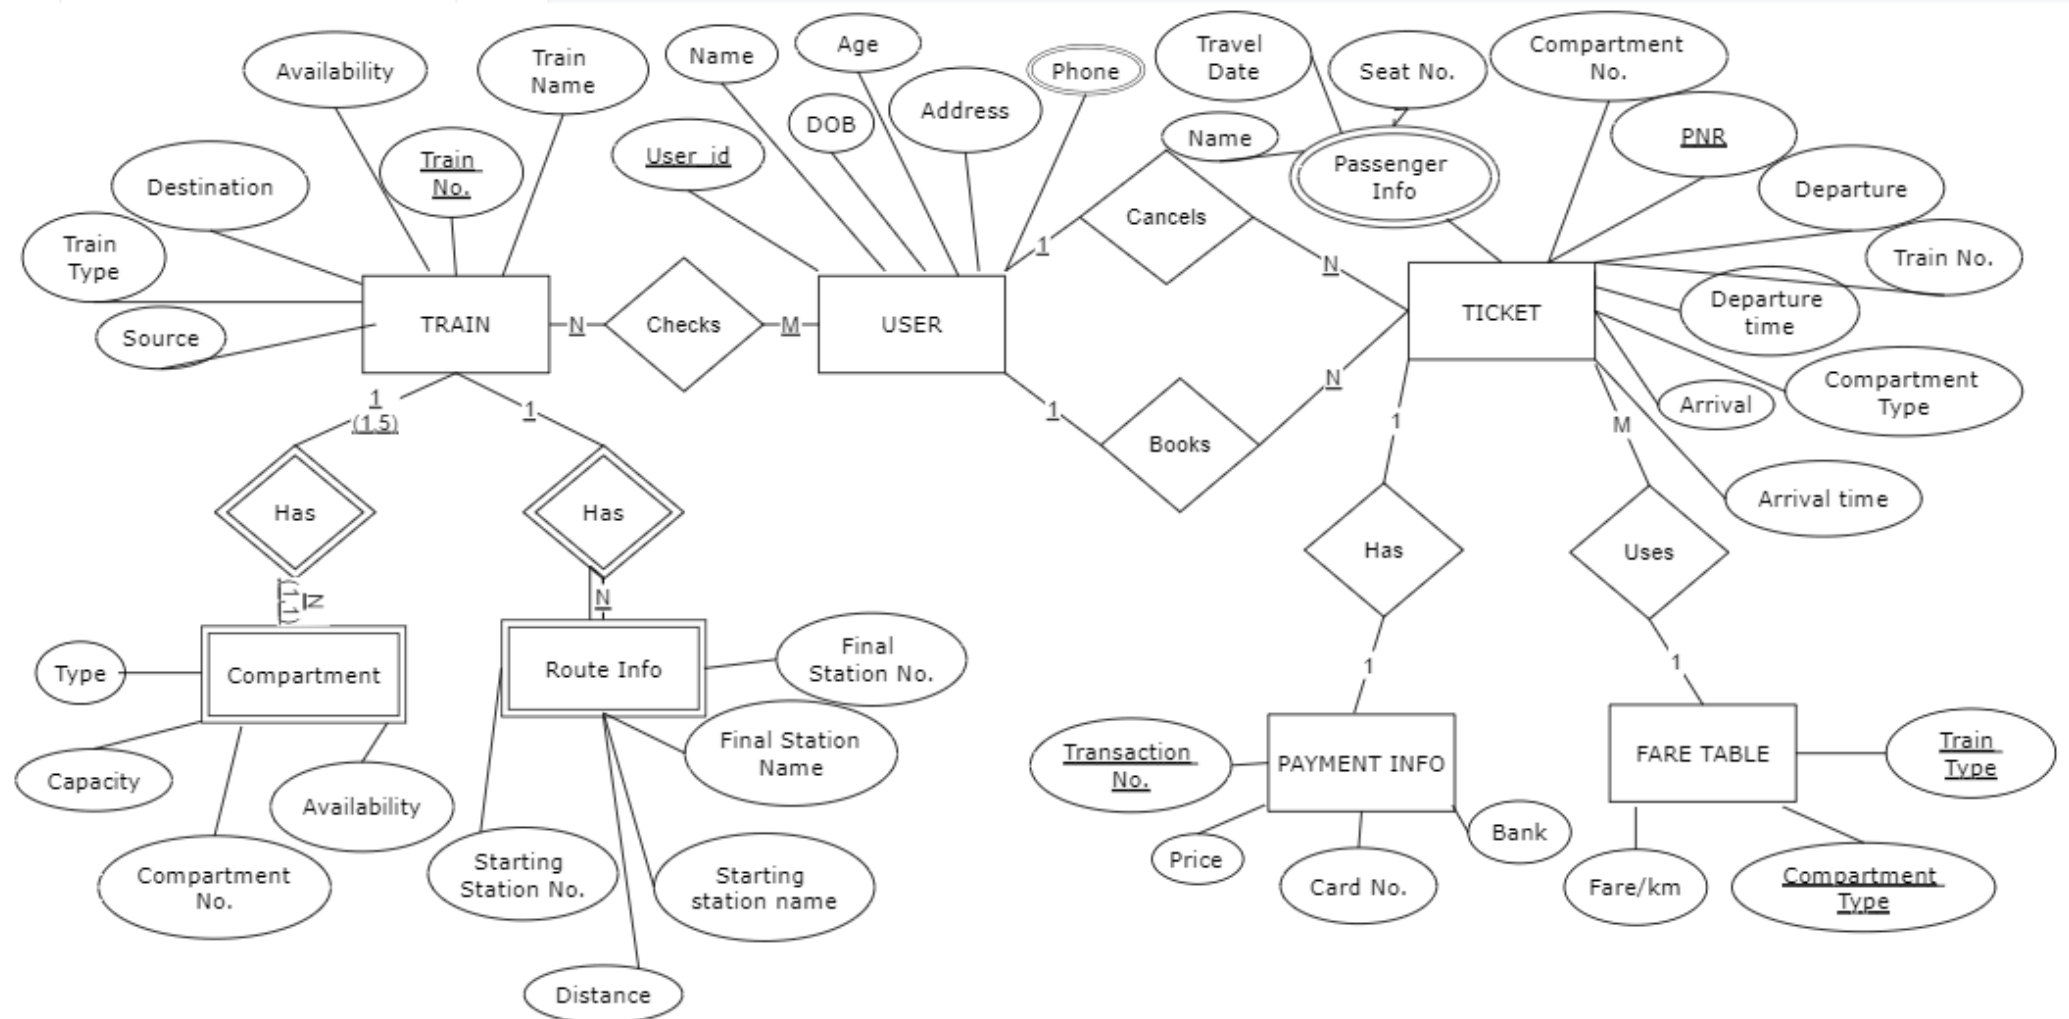 Availability
Train
Name
Name
Age
Phone
Travel
Date
Seat No.
Compartment
No.
Destination
Train
No.
User_id
DOB
Address
Name
Passenger
Info
PNR
Departure
Train
Type
Cancels
Train No.
Source
TRAIN
N
Checks
M
USER
1
N
TICKET
Departure
time
1
(1,5)
1
1
Books
N
1
M
Arrival
Compartment
Type
Arrival time
Has
Has
Has
Uses
N
(1,1)
N
1
1
Type
Compartment
Route Info
Final
Station No.
Capacity
Availability
Final Station
Name
Compartment
No.
Starting
Station No.
Starting
station name
Distance
Transaction
No.
PAYMENT INFO
Price
Card No.
Bank
FARE TABLE
Train
Type
Fare/km
Compartment
Type